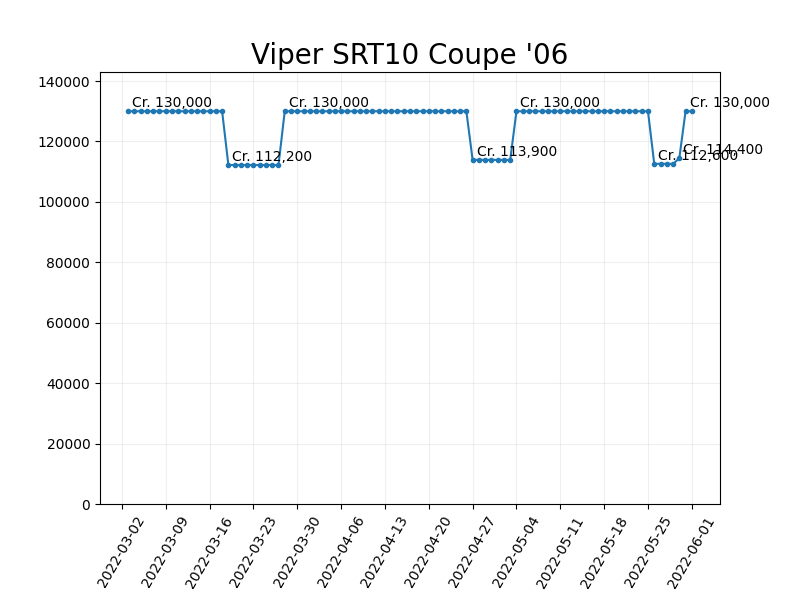 Viper SRT10 Coupe '06
140000
120000
100000
80000
60000
40000
20000
0
Cr. 130,000
Cr. 112,200
Cr. 130,000
Cr. 113,900
Cr. 130,000
Cr. 112,600
Cr. 114,400
Cr. 130,000
2022-03-02
2022-03-09
2022-03-16
2022-03-23
2022-03-30
2022-04-06
2022-04-13
2022-04-20
2022-04-27
2022-05-04
2022-05-11
2022-05-18
2022-05-25
2022-06-01